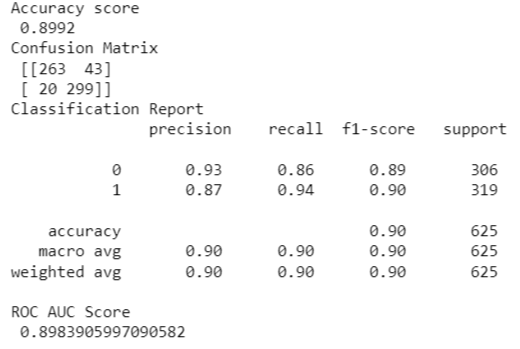 Accuracy score
0.8992
Confusion Matrix
[[263  43]
[ 20 299]]
Classification Report
precision    recall  f1-score   support
0       0.93      0.86      0.89       306
1       0.87      0.94      0.90       319
accuracy                           0.90       625
macro avg       0.90      0.90      0.90       625
weighted avg       0.90      0.90      0.90       625
ROC AUC Score
0.8983905997090582